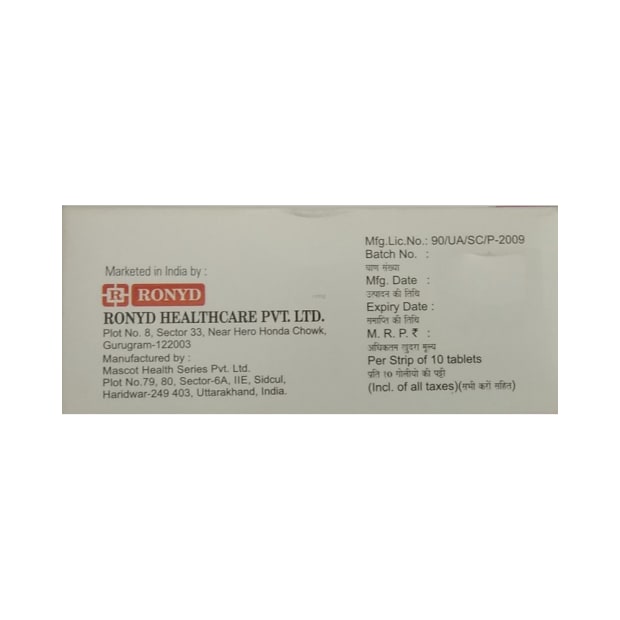 Marketed in India by :
R RONYD
RONYD HEALTHCARE PVT. LTD.
Plot No. 8, Sector 33, Near Hero Honda Chowk,
Gurugram-122003
Manufactured by :
Mascot Health Series Pvt. Ltd.
Plot No.79, 80, Sector-6A, IIE, Sidcul,
Haridwar-249 403, Uttarakhand, India.
Mfg.Lic.No.: 90/UA/SC/P-2009
Batch No. :
घाण संख्या
Mfg. Date :
उत्पादन की तिथि
Expiry Date :
समाप्ति की तिथि
M. R. P. ₹ :
अधिकतम खुदरा मूल्य
Per Strip of 10 tablets
प्रति 10 गोलीयों की पट्टी
(Incl. of all taxes)(सभी करों सहित)